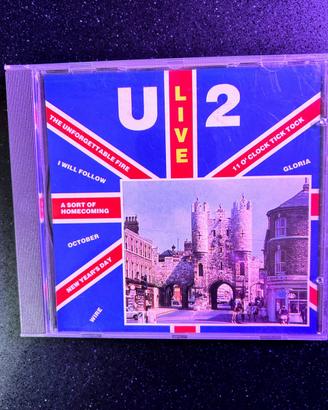 U LIVE 2
THE UNFORGETTABLE FIRE
11 O'CLOCK TICK TOCK
I WILL FOLLOW
GLORIA
A SORT OF
HOMECOMING
OCTOBER
NEW YEAR'S DAY
WIRE